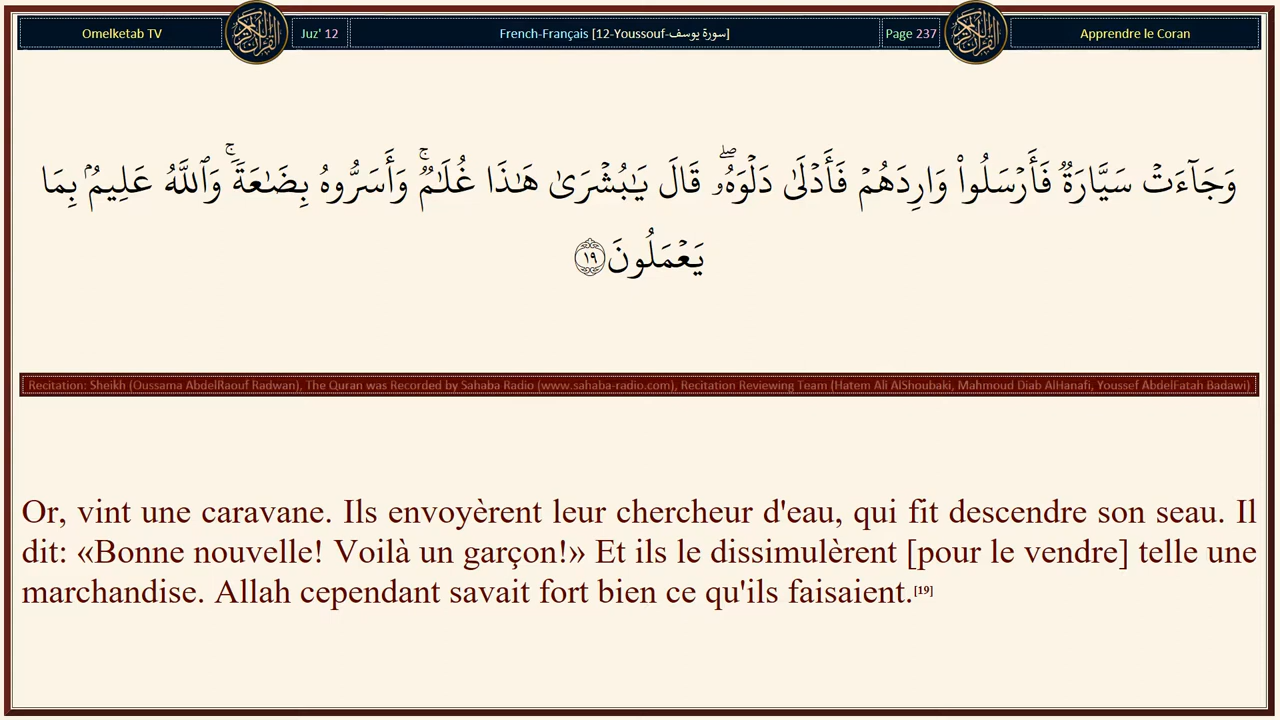 Omelketab TV
Juz' 12
French-Français [12-Youssouf-سورة يوسف]
Page 237
Apprendre le Coran
وَجَآءَتۡ سَيَّارَةٞ فَأَرۡسَلُواْ وَارِدَهُمۡ فَأَدۡلَىٰ دَلۡوَهُۥۖ قَالَ يَٰبُشۡرَىٰ هَٰذَا غُلَٰمٞۚ وَأَسَرُّوهُ بِضَٰعَةٗۚ وَٱللَّهُ عَلِيمُۢ بِمَا
يَعۡمَلُونَ ١٩
Recitation: Sheikh (Oussama AbdelRaouf Radwan), The Quran was Recorded by Sahaba Radio (www.sahaba-radio.com), Recitation Reviewing Team (Hatem Ali AlShoubaki, Mahmoud Diab AlHanafi, Youssef AbdelFatah Badawi)
Or, vint une caravane. Ils envoyèrent leur chercheur d'eau, qui fit descendre son seau. Il
dit: «Bonne nouvelle! Voilà un garçon!» Et ils le dissimulèrent [pour le vendre] telle une
marchandise. Allah cependant savait fort bien ce qu'ils faisaient.[19]